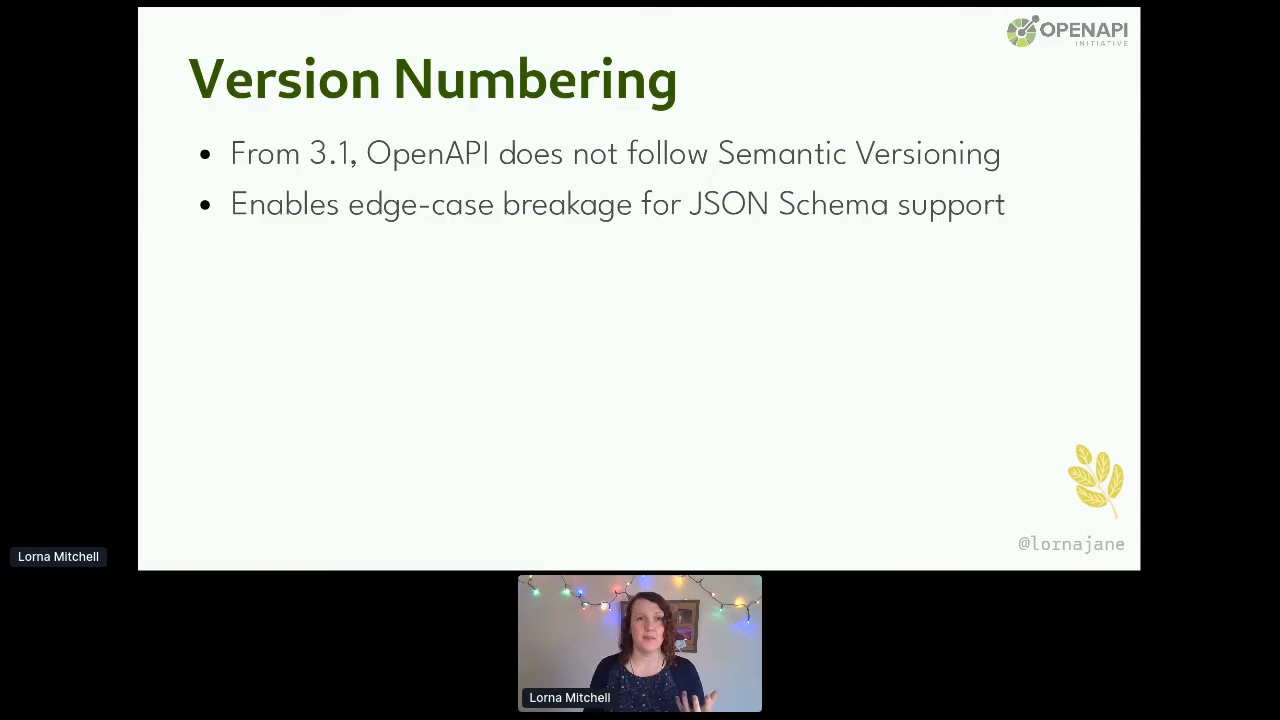 OPENAPI
INITIATIVE
Version Numbering
From 3.1, OpenAPI does not follow Semantic Versioning
Enables edge-case breakage for JSON Schema support
@lornajane
Lorna Mitchell
Lorna Mitchell